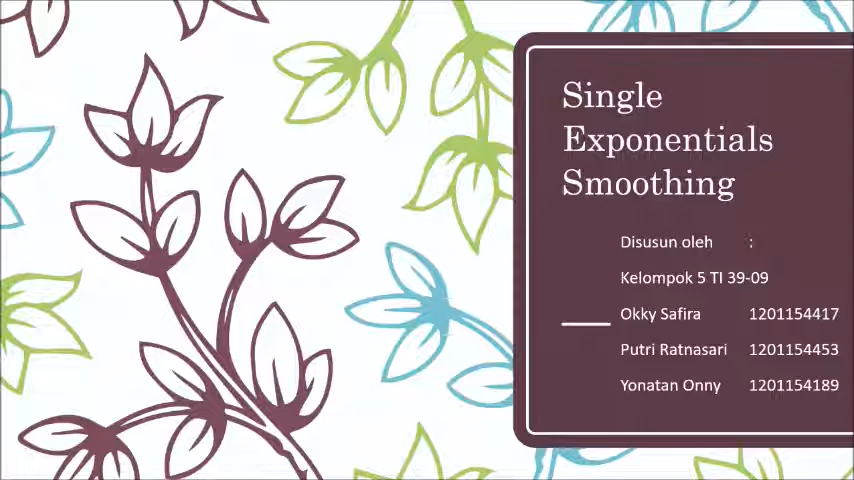 Single
Exponentials
Smoothing
Disusun oleh :
Kelompok 5 TI 39-09
Okky Safira 1201154417
Putri Ratnasari 1201154453
Yonatan Onny 1201154189